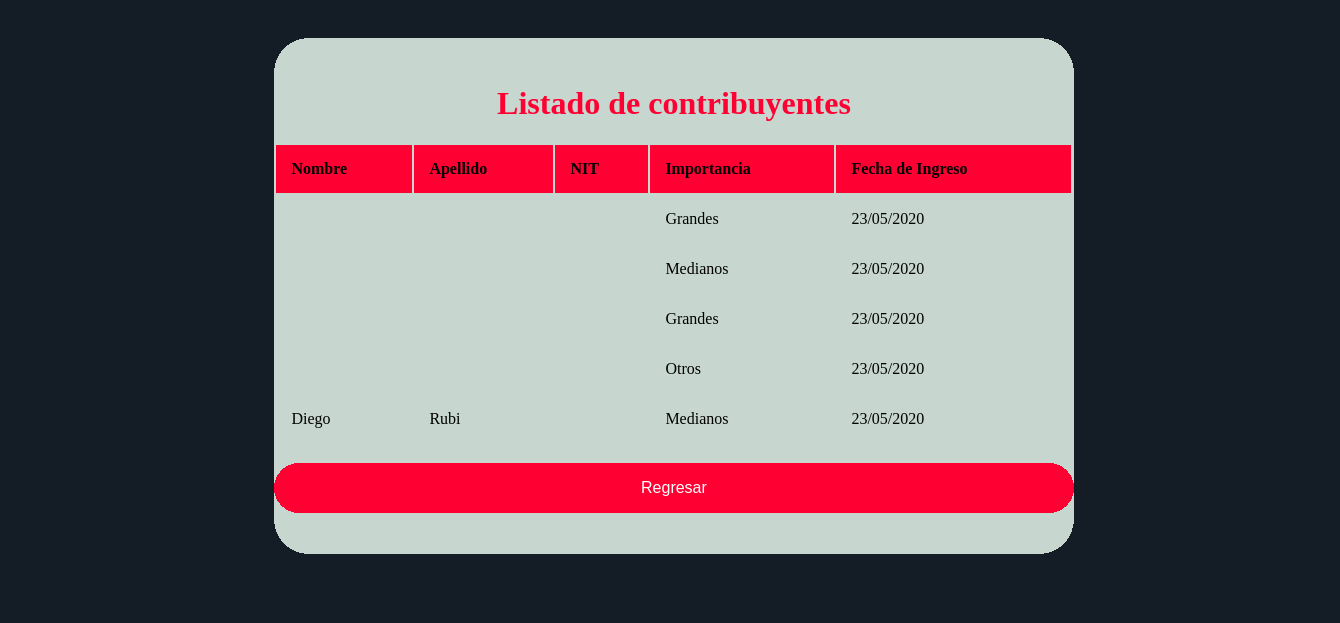 Listado de contribuyentes
Nombre Apellido NIT Importancia Fecha de Ingreso
Grandes 23/05/2020
Medianos 23/05/2020
Grandes 23/05/2020
Otros 23/05/2020
Diego Rubi Medianos 23/05/2020
Regresar